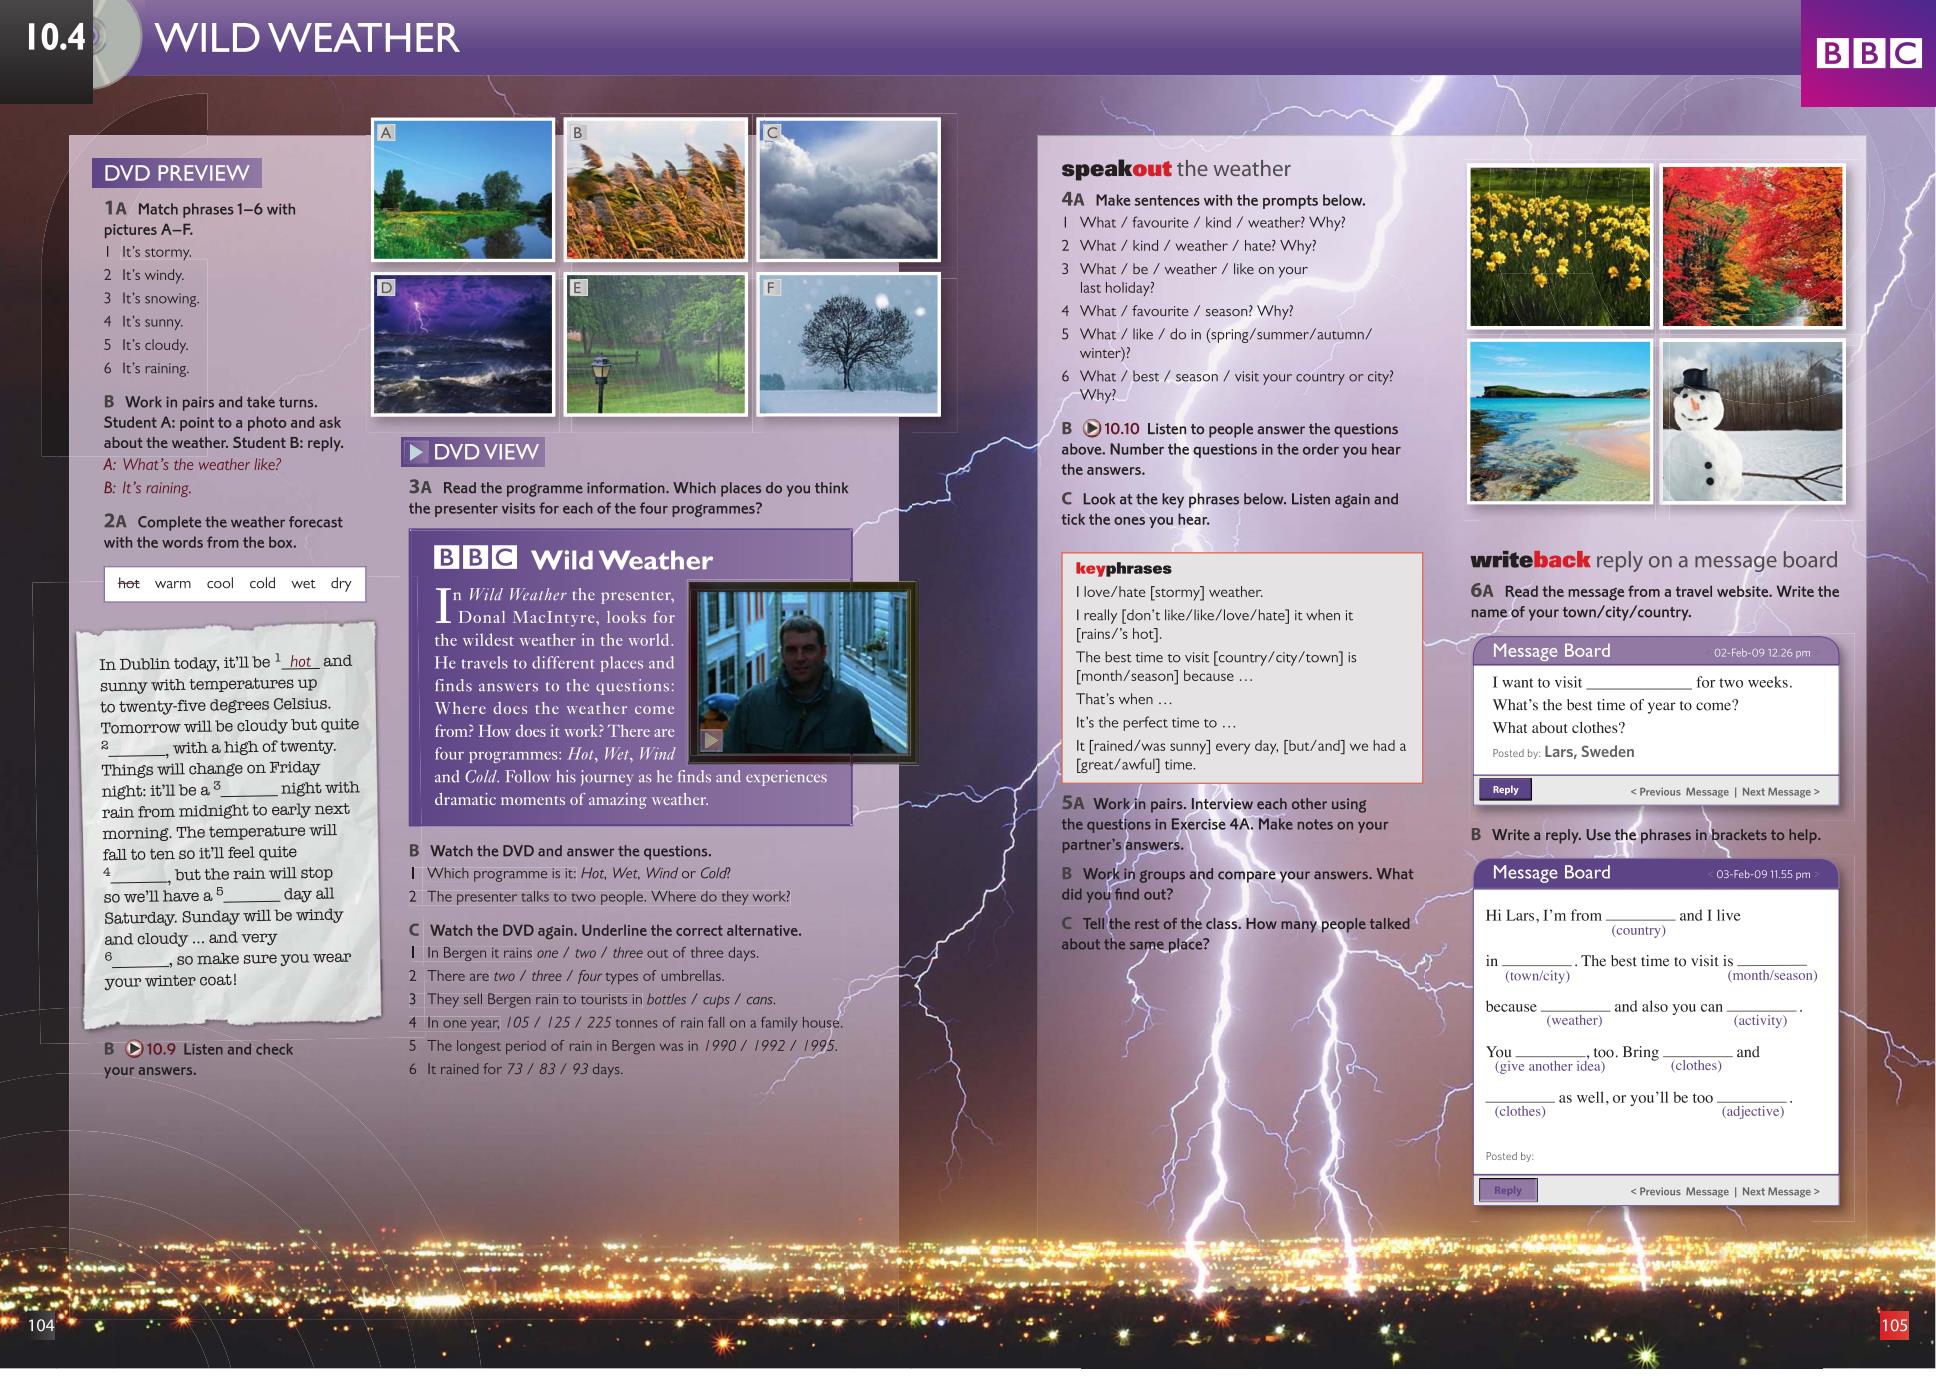 10.4
WILD WEATHER
BBC
DVD PREVIEW
1A Match phrases 1–6 with
pictures A–F.
1 It's stormy.
2 It's windy.
3 It's snowing.
4 It's sunny.
5 It's cloudy.
6 It's raining.
B Work in pairs and take turns.
Student A: point to a photo and ask
about the weather. Student B: reply.
A: What's the weather like?
B: It's raining.
2A Complete the weather forecast
with the words from the box.
hot warm cool cold wet dry
In Dublin today, it'll be 1 hot and
sunny with temperatures up
to twenty-five degrees Celsius.
Tomorrow will be cloudy but quite
2_______, with a high of twenty.
Things will change on Friday
night: it'll be a 3_______ night with
rain from midnight to early next
morning. The temperature will
fall to ten so it'll feel quite
4_______, but the rain will stop
so we'll have a 5_______ day all
Saturday. Sunday will be windy
and cloudy ... and very
6_______, so make sure you wear
your winter coat!
B 10.9 Listen and check
your answers.
A
B
C
D
E
F
DVD VIEW
3A Read the programme information. Which places do you think
the presenter visits for each of the four programmes?
BBC Wild Weather
In Wild Weather the presenter,
Donal MacIntyre, looks for
the wildest weather in the world.
He travels to different places and
finds answers to the questions:
Where does the weather come
from? How does it work? There are
four programmes: Hot, Wet, Wind
and Cold. Follow his journey as he finds and experiences
dramatic moments of amazing weather.
B Watch the DVD and answer the questions.
1 Which programme is it: Hot, Wet, Wind or Cold?
2 The presenter talks to two people. Where do they work?
C Watch the DVD again. Underline the correct alternative.
1 In Bergen it rains one / two / three out of three days.
2 There are two / three / four types of umbrellas.
3 They sell Bergen rain to tourists in bottles / cups / cans.
4 In one year, 105 / 125 / 225 tonnes of rain fall on a family house.
5 The longest period of rain in Bergen was in 1990 / 1992 / 1995.
6 It rained for 73 / 83 / 93 days.
104
speakout the weather
4A Make sentences with the prompts below.
1 What / favourite / kind / weather? Why?
2 What / kind / weather / hate? Why?
3 What / be / weather / like on your
last holiday?
4 What / favourite / season? Why?
5 What / like / do in (spring/summer/autumn/
winter)?
6 What / best / season / visit your country or city?
Why?
B 10.10 Listen to people answer the questions
above. Number the questions in the order you hear
the answers.
C Look at the key phrases below. Listen again and
tick the ones you hear.
keyphrases
I love/hate [stormy] weather.
I really [don't like/like/love/hate] it when it
[rains/'s hot].
The best time to visit [country/city/town] is
[month/season] because …
That's when …
It's the perfect time to …
It [rained/was sunny] every day, [but/and] we had a
[great/awful] time.
5A Work in pairs. Interview each other using
the questions in Exercise 4A. Make notes on your
partner's answers.
B Work in groups and compare your answers. What
did you find out?
C Tell the rest of the class. How many people talked
about the same place?
writeback reply on a message board
6A Read the message from a travel website. Write the
name of your town/city/country.
Message Board 02-Feb-09 12.26 pm
I want to visit _____________ for two weeks.
What's the best time of year to come?
What about clothes?
Posted by: Lars, Sweden
Reply < Previous Message | Next Message >
B Write a reply. Use the phrases in brackets to help.
Message Board < 03-Feb-09 11.55 pm >
Hi Lars, I'm from _________ and I live
(country)
in _________. The best time to visit is _________
(town/city) (month/season)
because _________ and also you can _________.
(weather) (activity)
You _________, too. Bring _________ and
(give another idea) (clothes)
_________ as well, or you'll be too _________.
(clothes) (adjective)
Posted by:
Reply < Previous Message | Next Message >
105